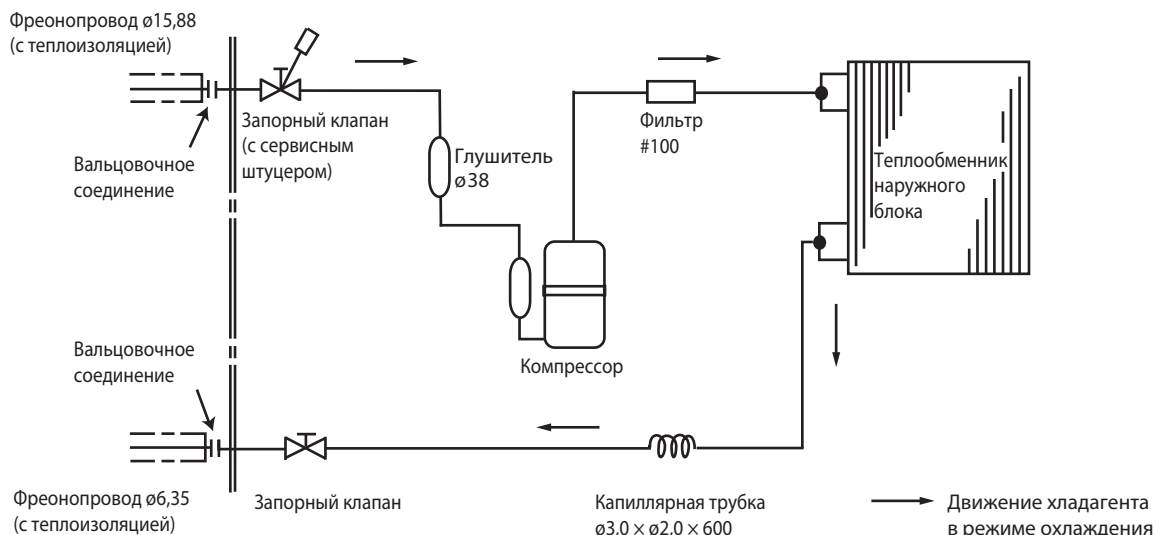 Фреонопровод ø15,88
(с теплоизоляцией)
Вальцовочное
соединение
Запорный клапан
(с сервисным
штуцером)
Глушитель
ø38
Фильтр
#100
Теплообменник
наружного
блока
Компрессор
Вальцовочное
соединение
Фреонопровод ø6,35
(с теплоизоляцией)
Запорный клапан
Капиллярная трубка
ø3,0 × ø2,0 × 600
Движение хладагента
в режиме охлаждения